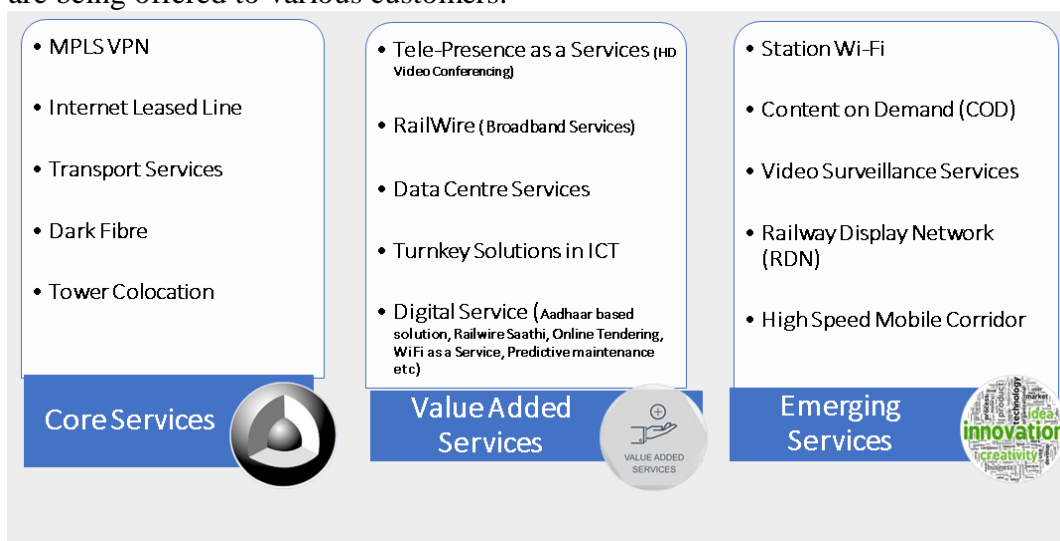 are being offered to various customers.
• MPLS VPN
• Internet Leased Line
• Transport Services
• Dark Fibre
• Tower Colocation
Core Services
• Tele-Presence as a Services (HD
Video Conferencing)
• RailWire (Broadband Services)
• Data Centre Services
• Turnkey Solutions in ICT
• Digital Service (Aadhaar based
solution, Railwire Saathi, Online Tendering,
WiFi as a Service, Predictive maintenance
etc)
Value Added
Services
VALUE ADDED
SERVICES
• Station Wi-Fi
• Content on Demand (COD)
• Video Surveillance Services
• Railway Display Network
(RDN)
• High Speed Mobile Corridor
Emerging
Services
product
technology
market
idea
innovation
creativity
business